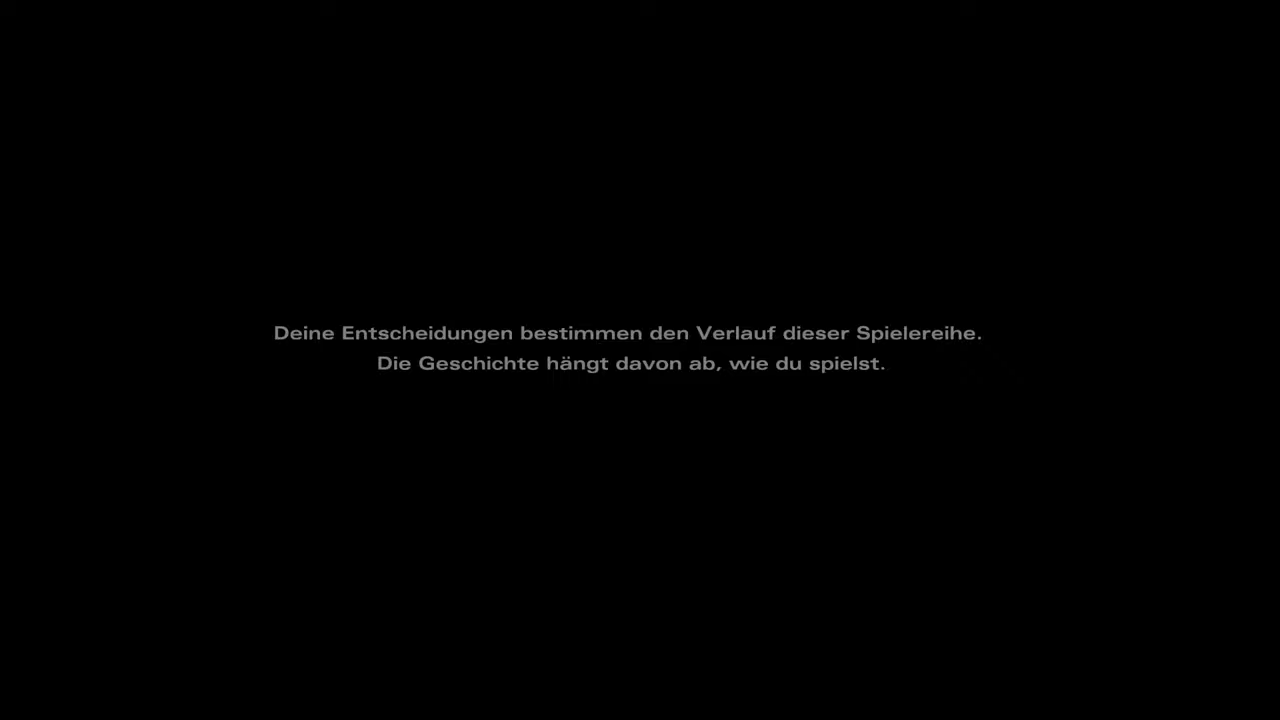 Deine Entscheidungen bestimmen den Verlauf dieser Spielereihe.
Die Geschichte hängt davon ab, wie du spielst.